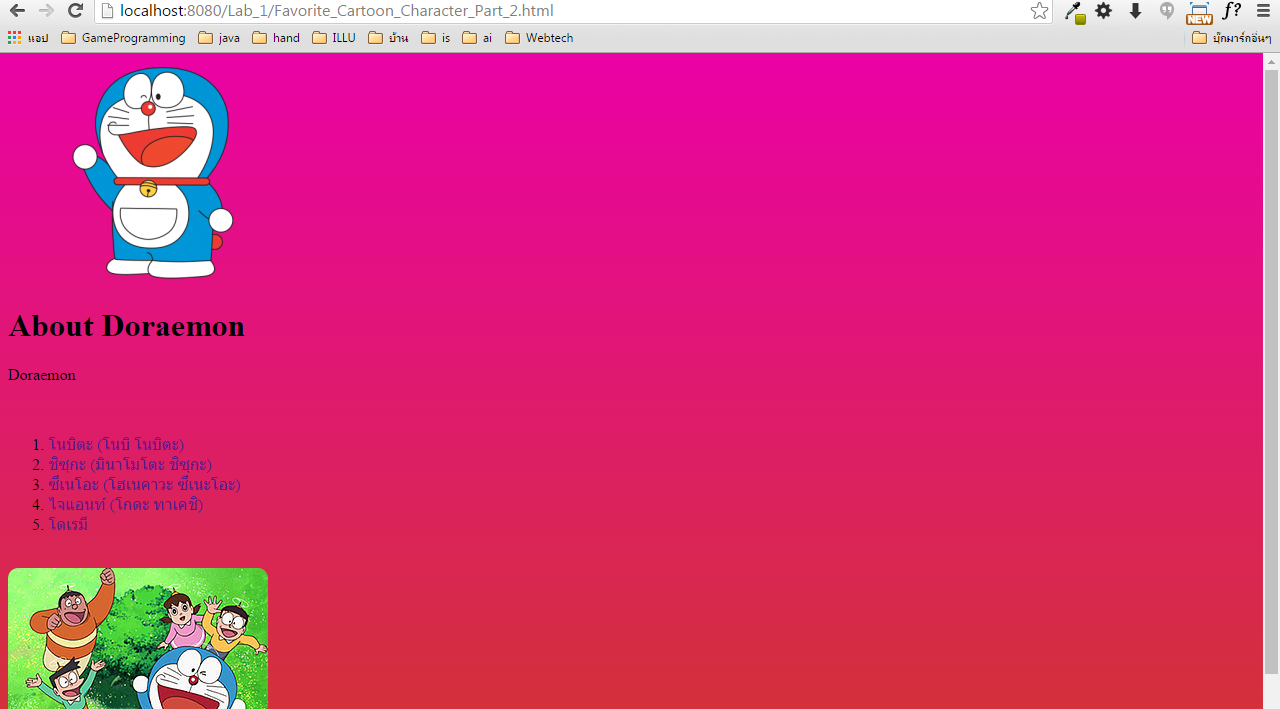 localhost:8080/Lab_1/Favorite_Cartoon_Character_Part_2.html
NEW
f?
แอป GameProgramming java hand ILLU บ้าน is ai Webtech บุ๊กมาร์กอื่นๆ
About Doraemon
Doraemon
1. โนบิตะ (โนบิ โนบิตะ)
2. ชิซุกะ (มินาโมโตะ ชิซุกะ)
3. ซึเนโอะ (โฮเนคาวะ ซึเนะโอะ)
4. ไจแอนท์ (โกดะ ทาเคชิ)
5. โดเรมี